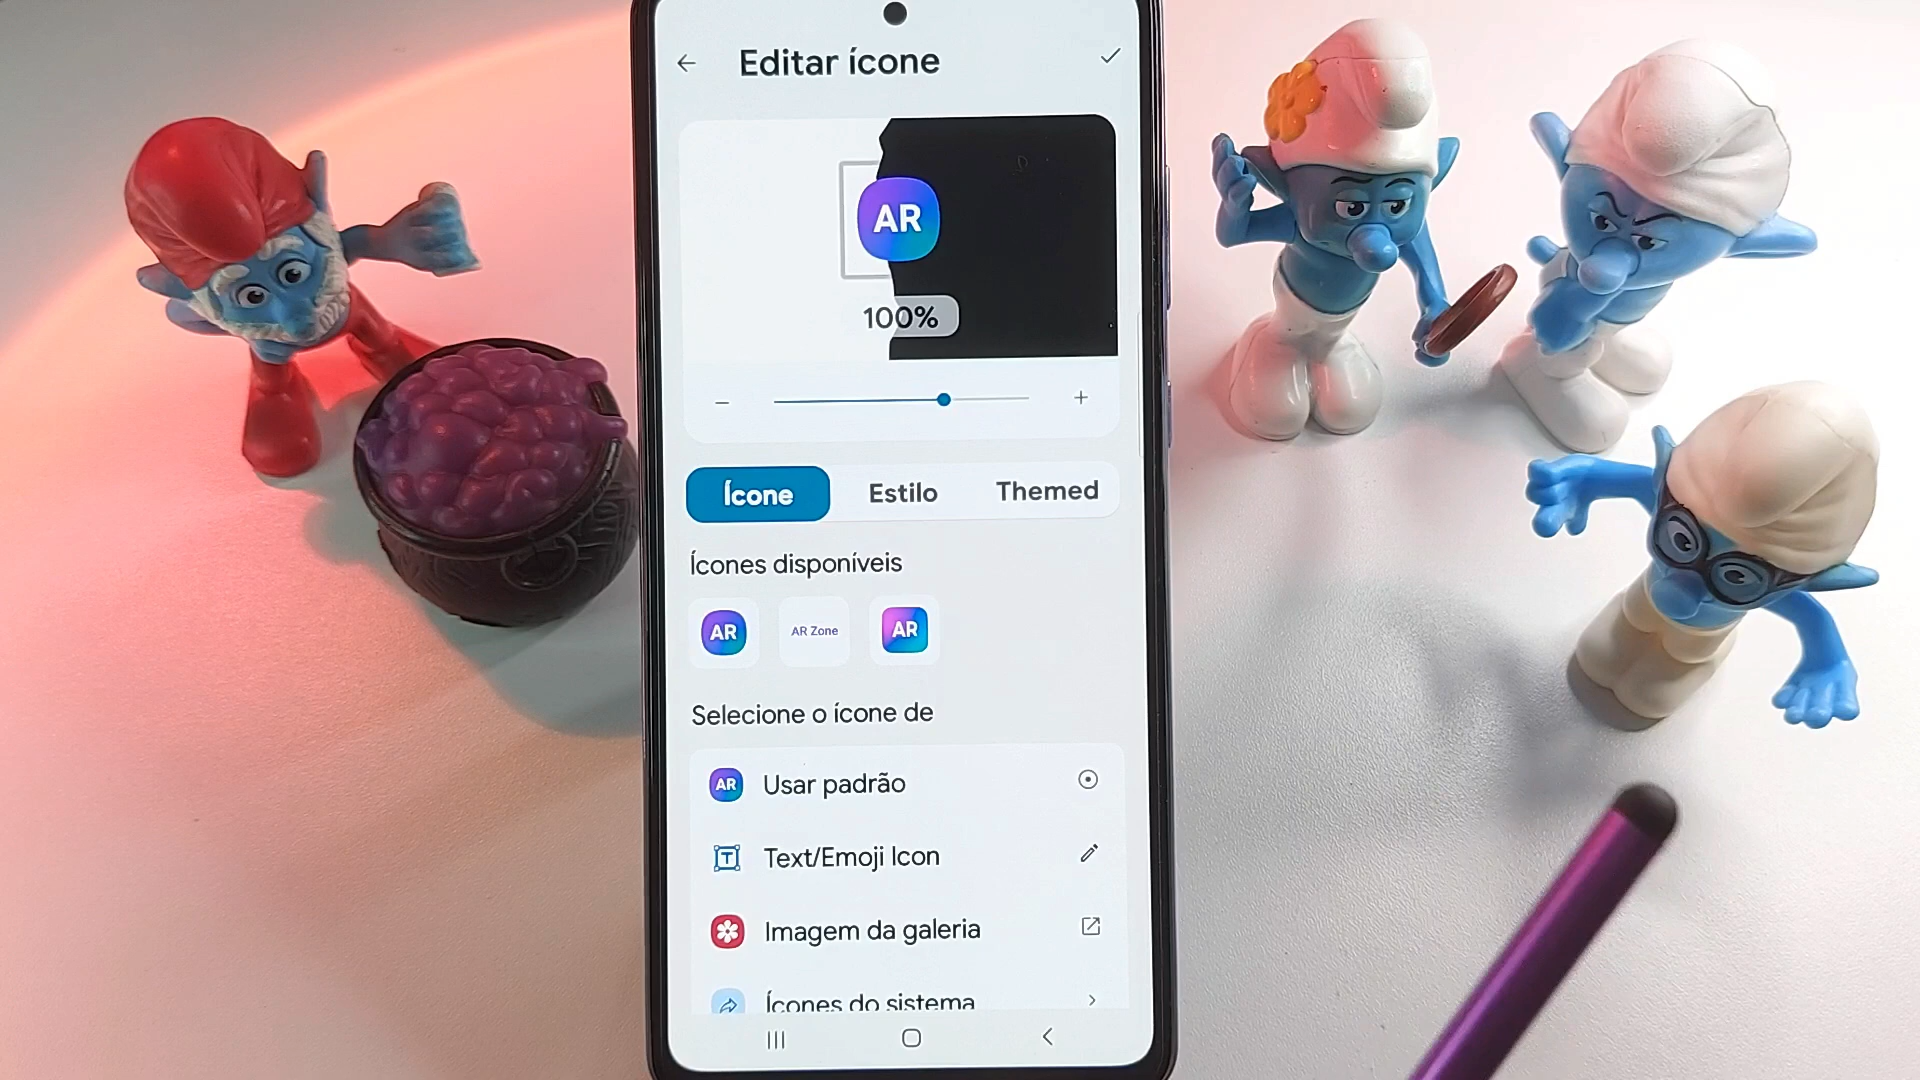 Editar ícone
AR
100%
Ícone Estilo Themed
Ícones disponíveis
AR AR Zone AR
Selecione o ícone de
AR Usar padrão
T Text/Emoji Icon
Imagem da galeria
Ícones do sistema